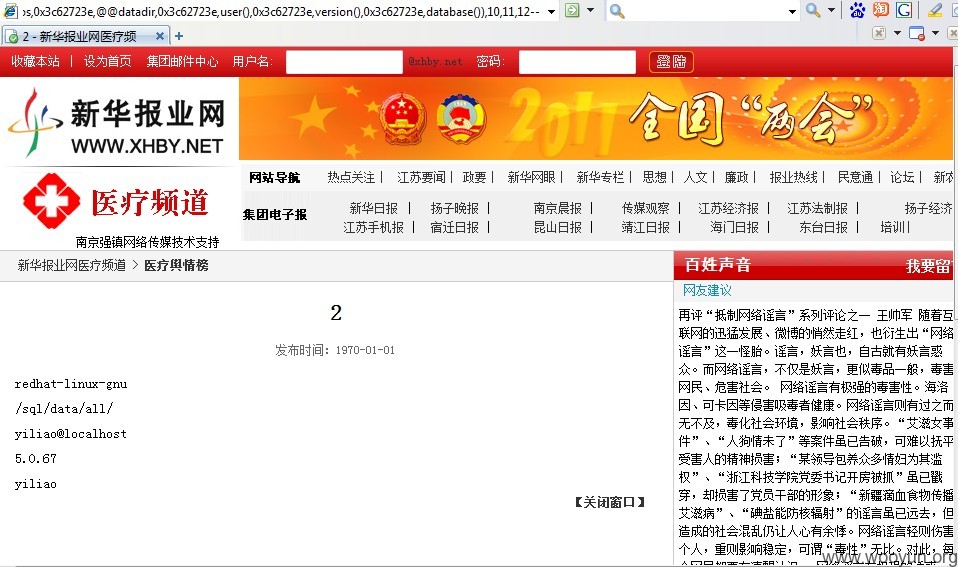 os,@@datadir,0x3c62723e,user(),0x3c62723e,version(),0x3c62723e,database()),10,11,12--
2 - 新华报业网医疗频
收藏本站 | 设为首页 集团邮件中心 用户名: @xhby.net 密码: 登陆
新华报业网
WWW.XHBY.NET
2011全国“两会”
医疗频道
南京强镇网络传媒技术支持
网站导航 热点关注 | 江苏要闻 | 政要 | 新华网眼 | 新华专栏 | 思想 | 人文 | 廉政 | 报业热线 | 民意通 | 论坛 | 新农
集团电子报
新华日报 | 扬子晚报 | 南京晨报 | 传媒观察 | 江苏经济报 | 江苏法制报 | 扬子经济
江苏手机报 | 宿迁日报 | 昆山日报 | 靖江日报 | 海门日报 | 东台日报 | 培训 |
新华报业网医疗频道 > 医疗舆情榜
2
发布时间：1970-01-01
redhat-linux-gnu
/sql/data/all/
yiliao@localhost
5.0.67
yiliao
【关闭窗口】
百姓声音 我要留
网友建议
再评“抵制网络谣言”系列评论之一 王帅军 随着互
联网的迅猛发展、微博的悄然走红，也衍生出“网络
谣言”这一怪胎。谣言，妖言也，自古就有妖言惑
众。而网络谣言，不仅是妖言，更似毒品一般，毒害
网民、危害社会。 网络谣言有极强的毒害性。海洛
因、可卡因等侵害吸毒者健康。网络谣言则有过之而
无不及，毒化社会环境，影响社会秩序。“艾滋女事
件”、“人狗情未了”等案件虽已告破，可难以抚平
受害人的精神损害；“某领导包养众多情妇为其滥
权”、“浙江科技学院党委书记开房被抓”虽已戳
穿，却损害了党员干部的形象；“新疆滴血食物传播
艾滋病”、“碘盐能防核辐射”的谣言虽已远去，但
造成的社会混乱仍让人心有余悸。网络谣言轻则伤害
个人，重则影响稳定，可谓“毒性”无比。对此，每
www.wooyun.org